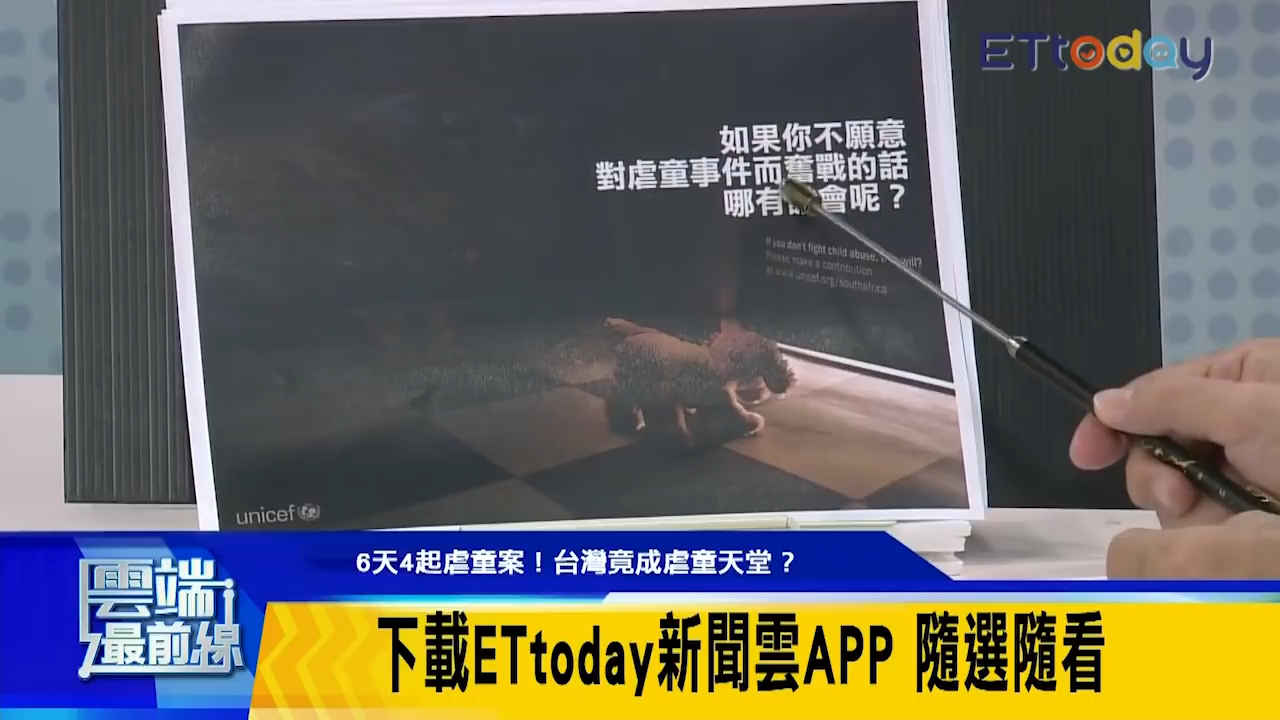 ETtoday
如果你不願意
對虐童事件而奮戰的話
哪有 會呢？
If you don't fight child abuse, will?
Please make a contribution
at www.unicef.org/southafrica
unicef
6天4起虐童案！台灣竟成虐童天堂？
雲端最前線
下載ETtoday新聞雲APP 隨選隨看